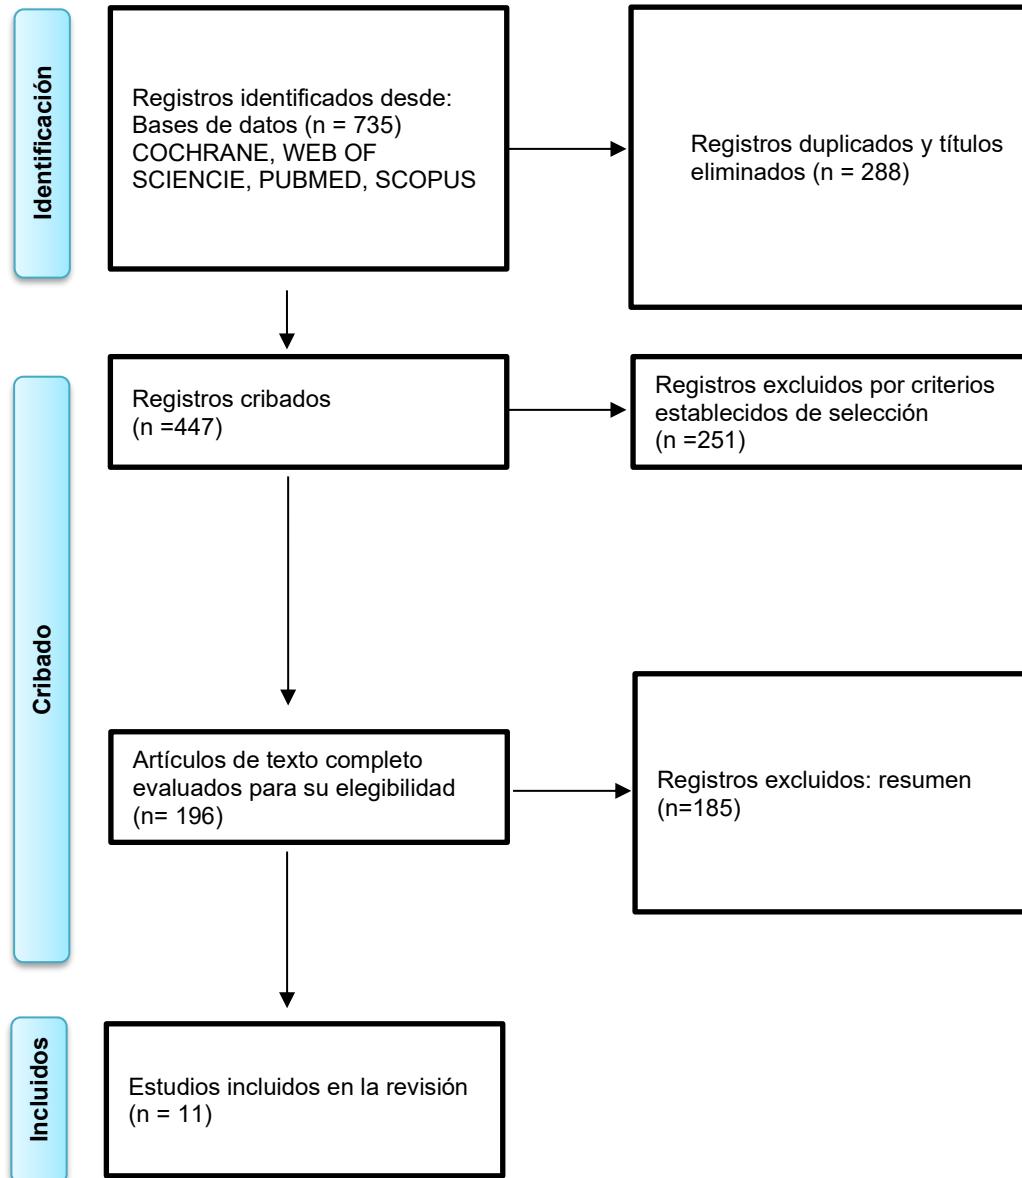 Identificación
Registros identificados desde:
Bases de datos (n = 735)
COCHRANE, WEB OF
SCIENCIE, PUBMED, SCOPUS
Registros duplicados y títulos
eliminados (n = 288)
Cribado
Registros cribados
(n =447)
Registros excluidos por criterios
establecidos de selección
(n =251)
Artículos de texto completo
evaluados para su elegibilidad
(n= 196)
Registros excluidos: resumen
(n=185)
Incluidos
Estudios incluidos en la revisión
(n = 11)